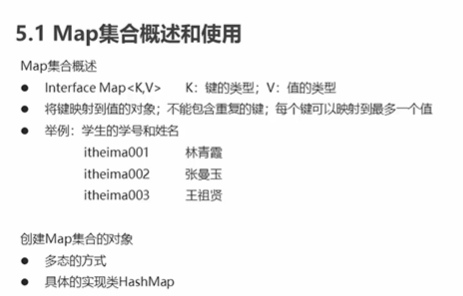 5.1 Map集合概述和使用
Map集合概述
● Interface Map<K,V> K：键的类型；V：值的类型
● 将键映射到值的对象；不能包含重复的键；每个键可以映射到最多一个值
● 举例：学生的学号和姓名
itheima001 林青霞
itheima002 张曼玉
itheima003 王祖贤
创建Map集合的对象
● 多态的方式
● 具体的实现类HashMap